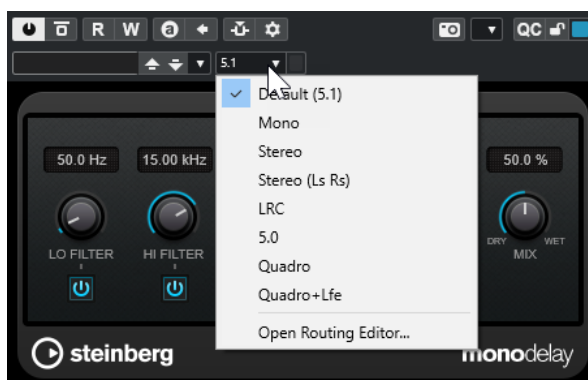 R W a QC
5.1
Default (5.1)
Mono
Stereo
Stereo (Ls Rs)
LRC
5.0
Quadro
Quadro+Lfe
Open Routing Editor...
50.0 Hz 15.00 kHz 50.0 %
LO FILTER HI FILTER
DRY WET
MIX
steinberg monodelay